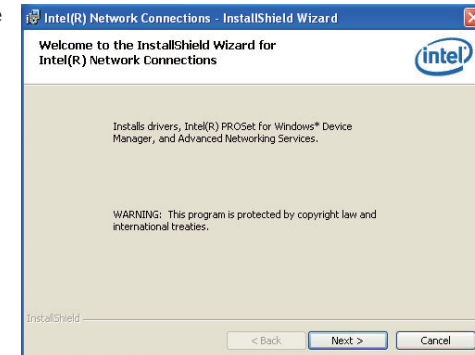 e
Intel(R) Network Connections - InstallShield Wizard
Welcome to the InstallShield Wizard for
Intel(R) Network Connections
intel
Installs drivers, Intel(R) PROSet for Windows* Device
Manager, and Advanced Networking Services.
WARNING: This program is protected by copyright law and
international treaties.
InstallShield
< Back Next > Cancel